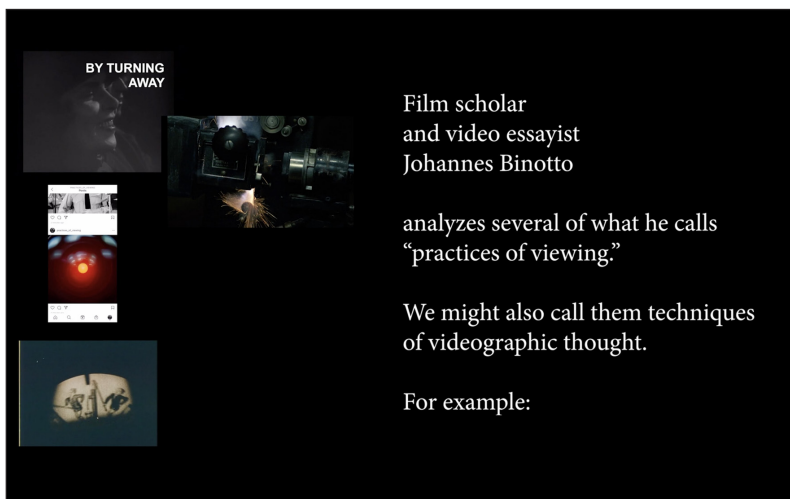 BY TURNING
AWAY
Film scholar
and video essayist
Johannes Binotto
analyzes several of what he calls
“practices of viewing.”
We might also call them techniques
of videographic thought.
For example: